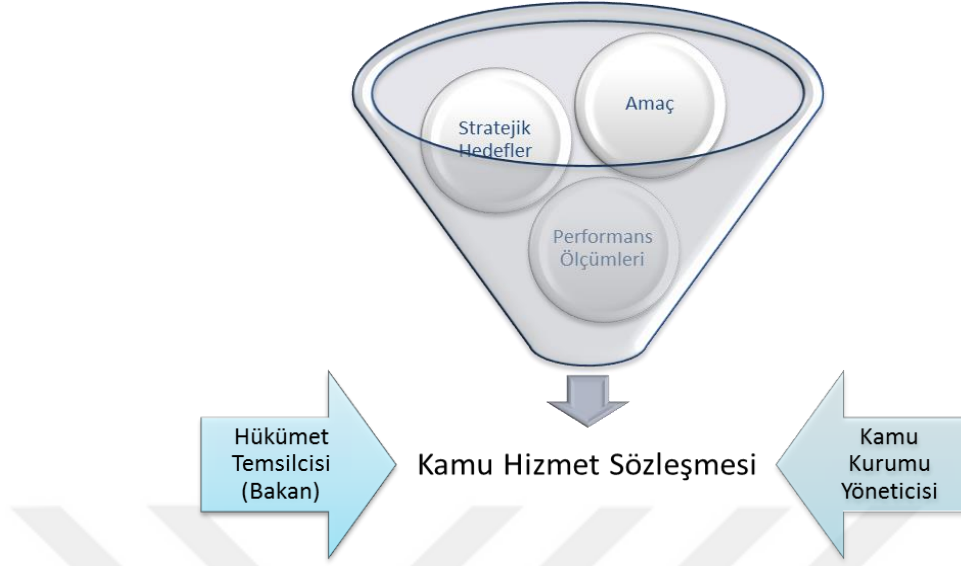 Amaç
Stratejik
Hedefler
Performans
Ölçümleri
Hükümet
Temsilcisi
(Bakan)
Kamu Hizmet Sözleşmesi
Kamu
Kurumu
Yöneticisi